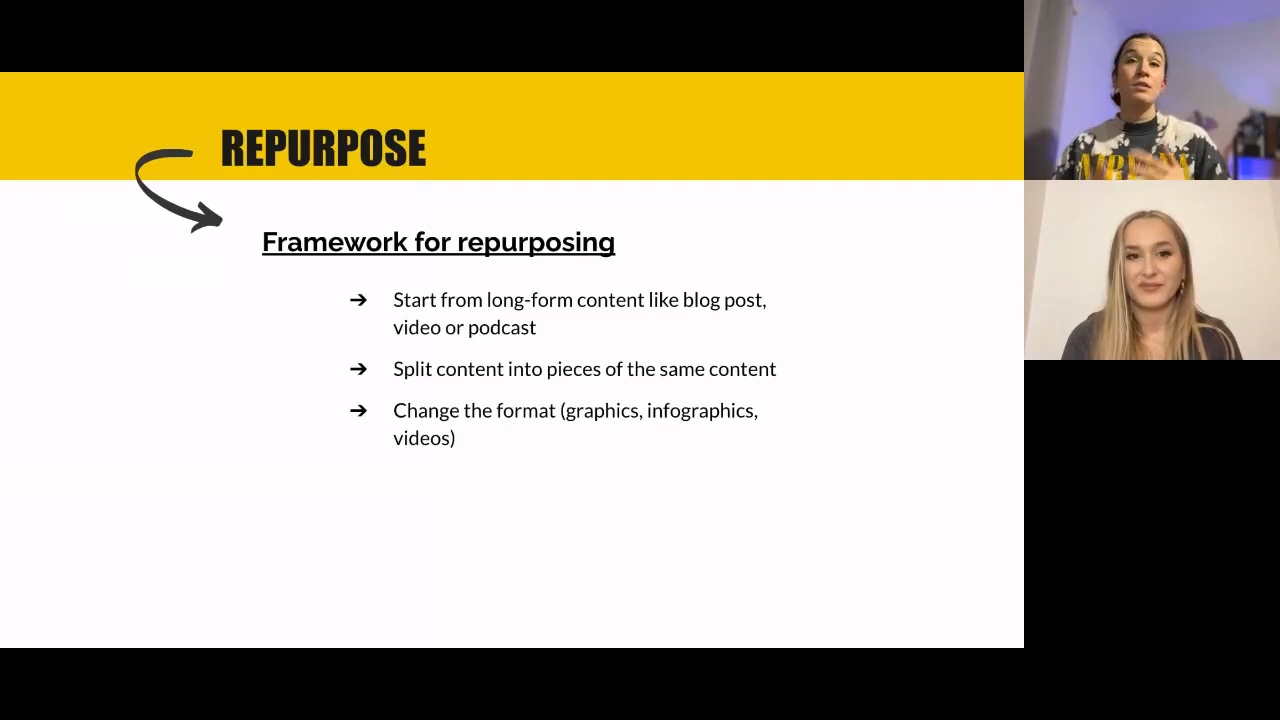 REPURPOSE
Framework for repurposing
➔ Start from long-form content like blog post,
video or podcast
➔ Split content into pieces of the same content
➔ Change the format (graphics, infographics,
videos)